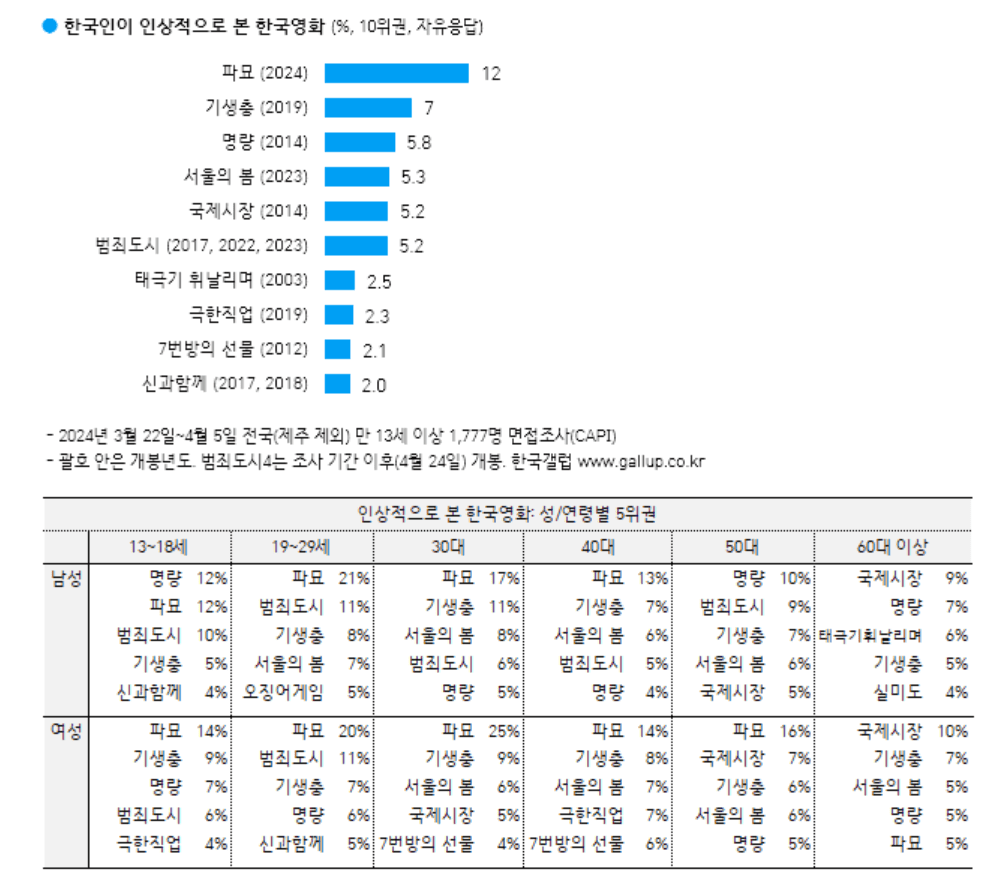 ● 한국인이 인상적으로 본 한국영화 (%, 10위권, 자유응답)
파묘 (2024) 12
기생충 (2019) 7
명량 (2014) 5.8
서울의 봄 (2023) 5.3
국제시장 (2014) 5.2
범죄도시 (2017, 2022, 2023) 5.2
태극기 휘날리며 (2003) 2.5
극한직업 (2019) 2.3
7번방의 선물 (2012) 2.1
신과함께 (2017, 2018) 2.0
- 2024년 3월 22일~4월 5일 전국(제주 제외) 만 13세 이상 1,777명 면접조사(CAPI)
- 괄호 안은 개봉년도. 범죄도시4는 조사 기간 이후(4월 24일) 개봉. 한국갤럽 www.gallup.co.kr
인상적으로 본 한국영화: 성/연령별 5위권
13~18세 19~29세 30대 40대 50대 60대 이상
남성 명량 12% 파묘 21% 파묘 17% 파묘 13% 명량 10% 국제시장 9%
파묘 12% 범죄도시 11% 기생충 11% 기생충 7% 범죄도시 9% 명량 7%
범죄도시 10% 기생충 8% 서울의 봄 8% 서울의 봄 6% 기생충 7% 태극기휘날리며 6%
기생충 5% 서울의 봄 7% 범죄도시 6% 범죄도시 5% 서울의 봄 6% 기생충 5%
신과함께 4% 오징어게임 5% 명량 5% 명량 4% 국제시장 5% 실미도 4%
여성 파묘 14% 파묘 20% 파묘 25% 파묘 14% 파묘 16% 국제시장 10%
기생충 9% 범죄도시 11% 기생충 9% 기생충 8% 국제시장 7% 기생충 7%
명량 7% 기생충 7% 서울의 봄 6% 서울의 봄 7% 기생충 6% 서울의 봄 5%
범죄도시 6% 명량 6% 국제시장 5% 극한직업 7% 서울의 봄 6% 명량 5%
극한직업 4% 신과함께 5% 7번방의 선물 4% 7번방의 선물 6% 명량 5% 파묘 5%